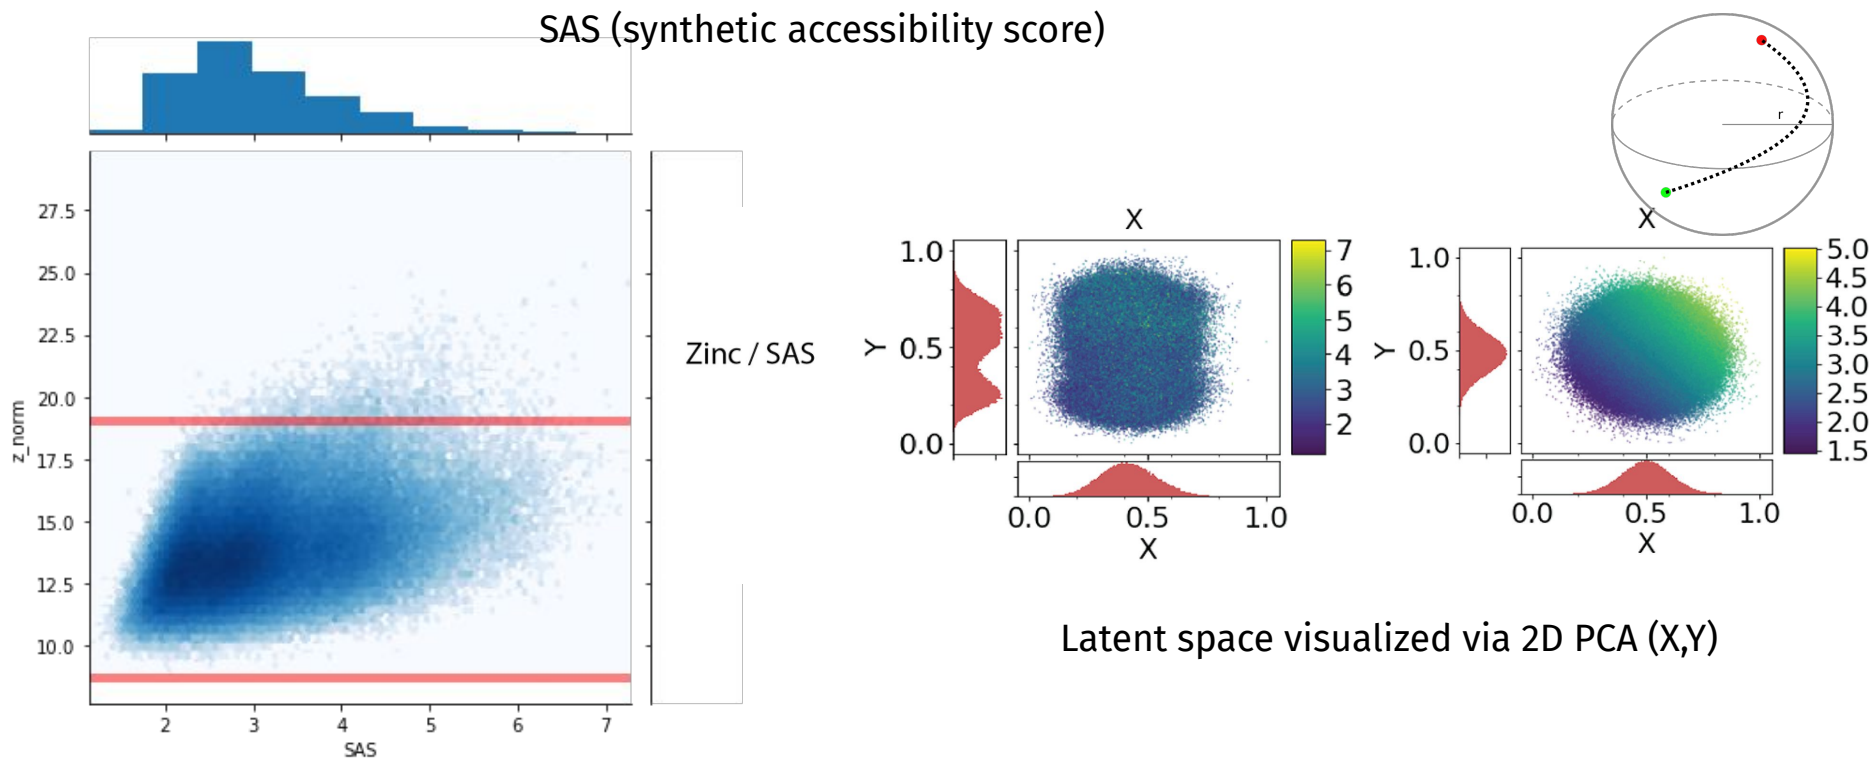 SAS (synthetic accessibility score)
r
27.5
25.0
22.5
20.0
17.5
15.0
12.5
10.0
z_norm
2 3 4 5 6 7
SAS
Zinc / SAS
X
1.0
0.5
0.0
Y
7
6
5
4
3
2
0.0 0.5 1.0
X
X
1.0
0.5
0.0
Y
5.0
4.5
4.0
3.5
3.0
2.5
2.0
1.5
0.0 0.5 1.0
X
Latent space visualized via 2D PCA (X,Y)